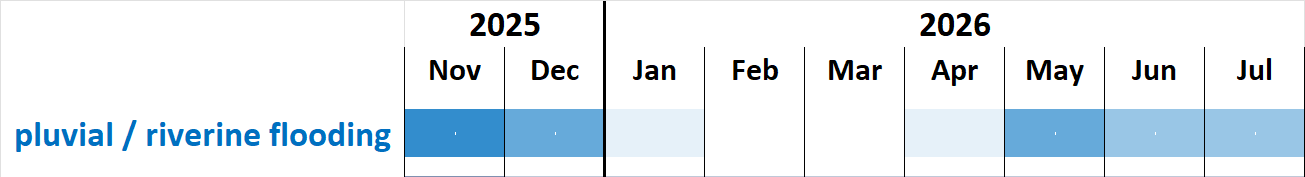 2025 2026
Nov Dec Jan Feb Mar Apr May Jun Jul
pluvial / riverine flooding